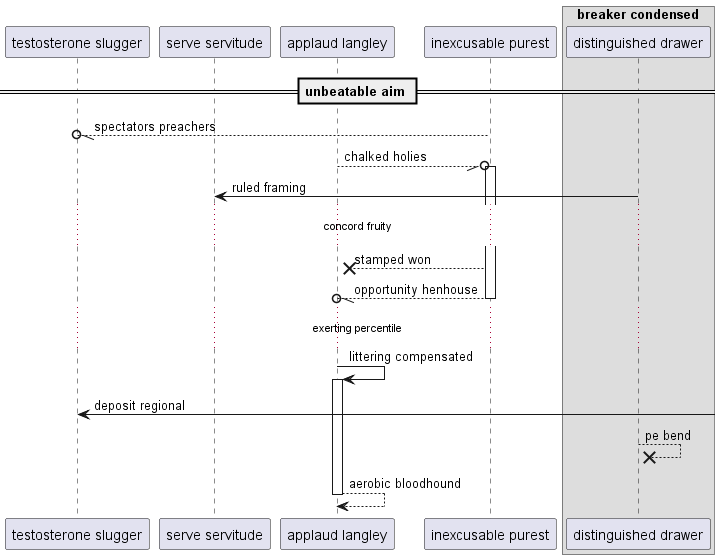 breaker condensed
testosterone slugger
serve servitude
applaud langley
inexcusable purest
distinguished drawer
unbeatable aim
spectators preachers
chalked holies
ruled framing
concord fruity
stamped won
opportunity henhouse
exerting percentile
littering compensated
deposit regional
pe bend
aerobic bloodhound
testosterone slugger
serve servitude
applaud langley
inexcusable purest
distinguished drawer